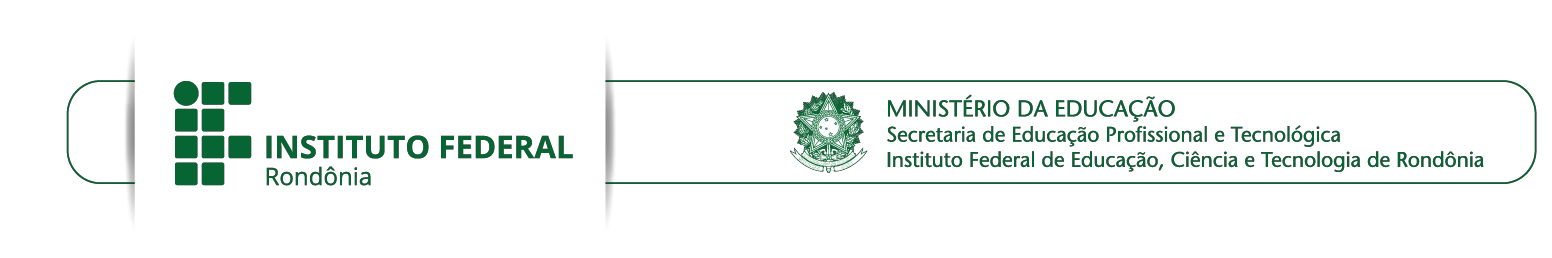 INSTITUTO FEDERAL
Rondônia
MINISTÉRIO DA EDUCAÇÃO
Secretaria de Educação Profissional e Tecnológica
Instituto Federal de Educação, Ciência e Tecnologia de Rondônia